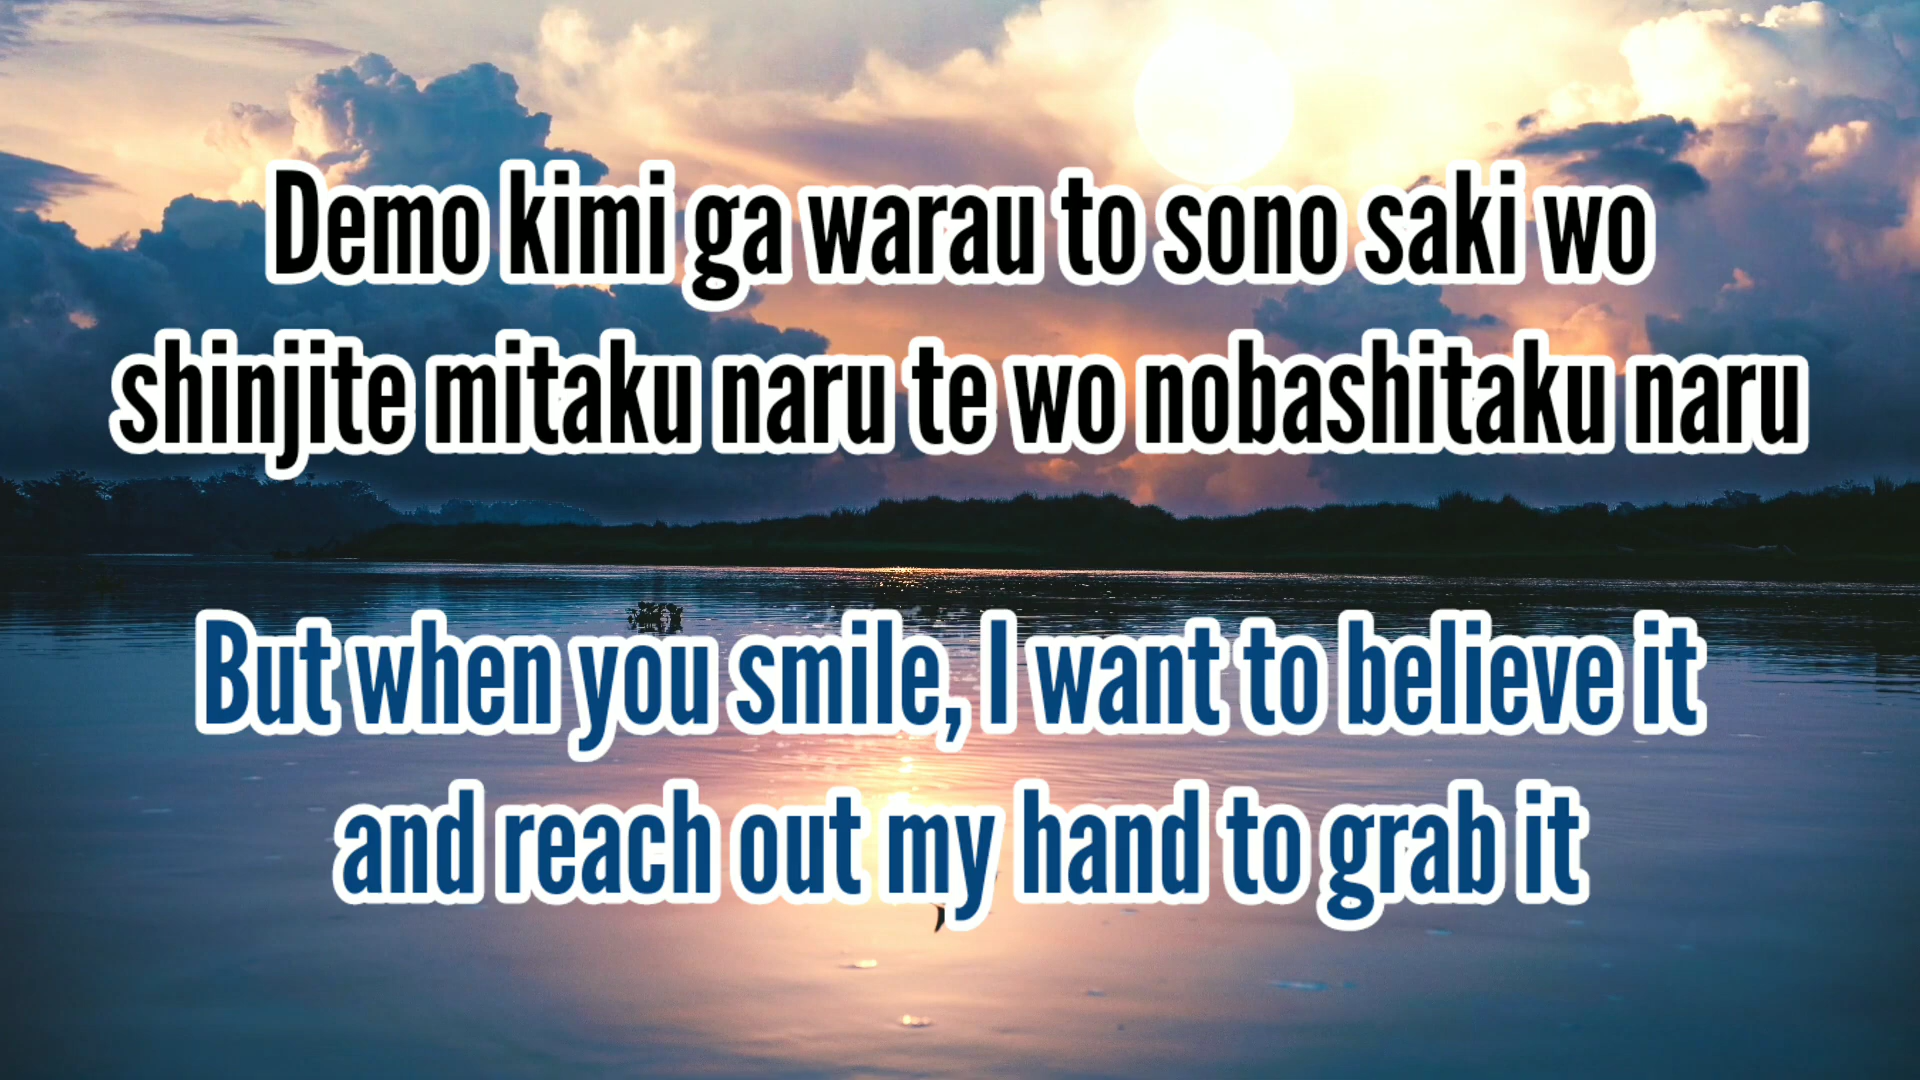 Demo kimi ga warau to sono saki wo
shinjite mitaku naru te wo nobashitaku naru
But when you smile, I want to believe it
and reach out my hand to grab it